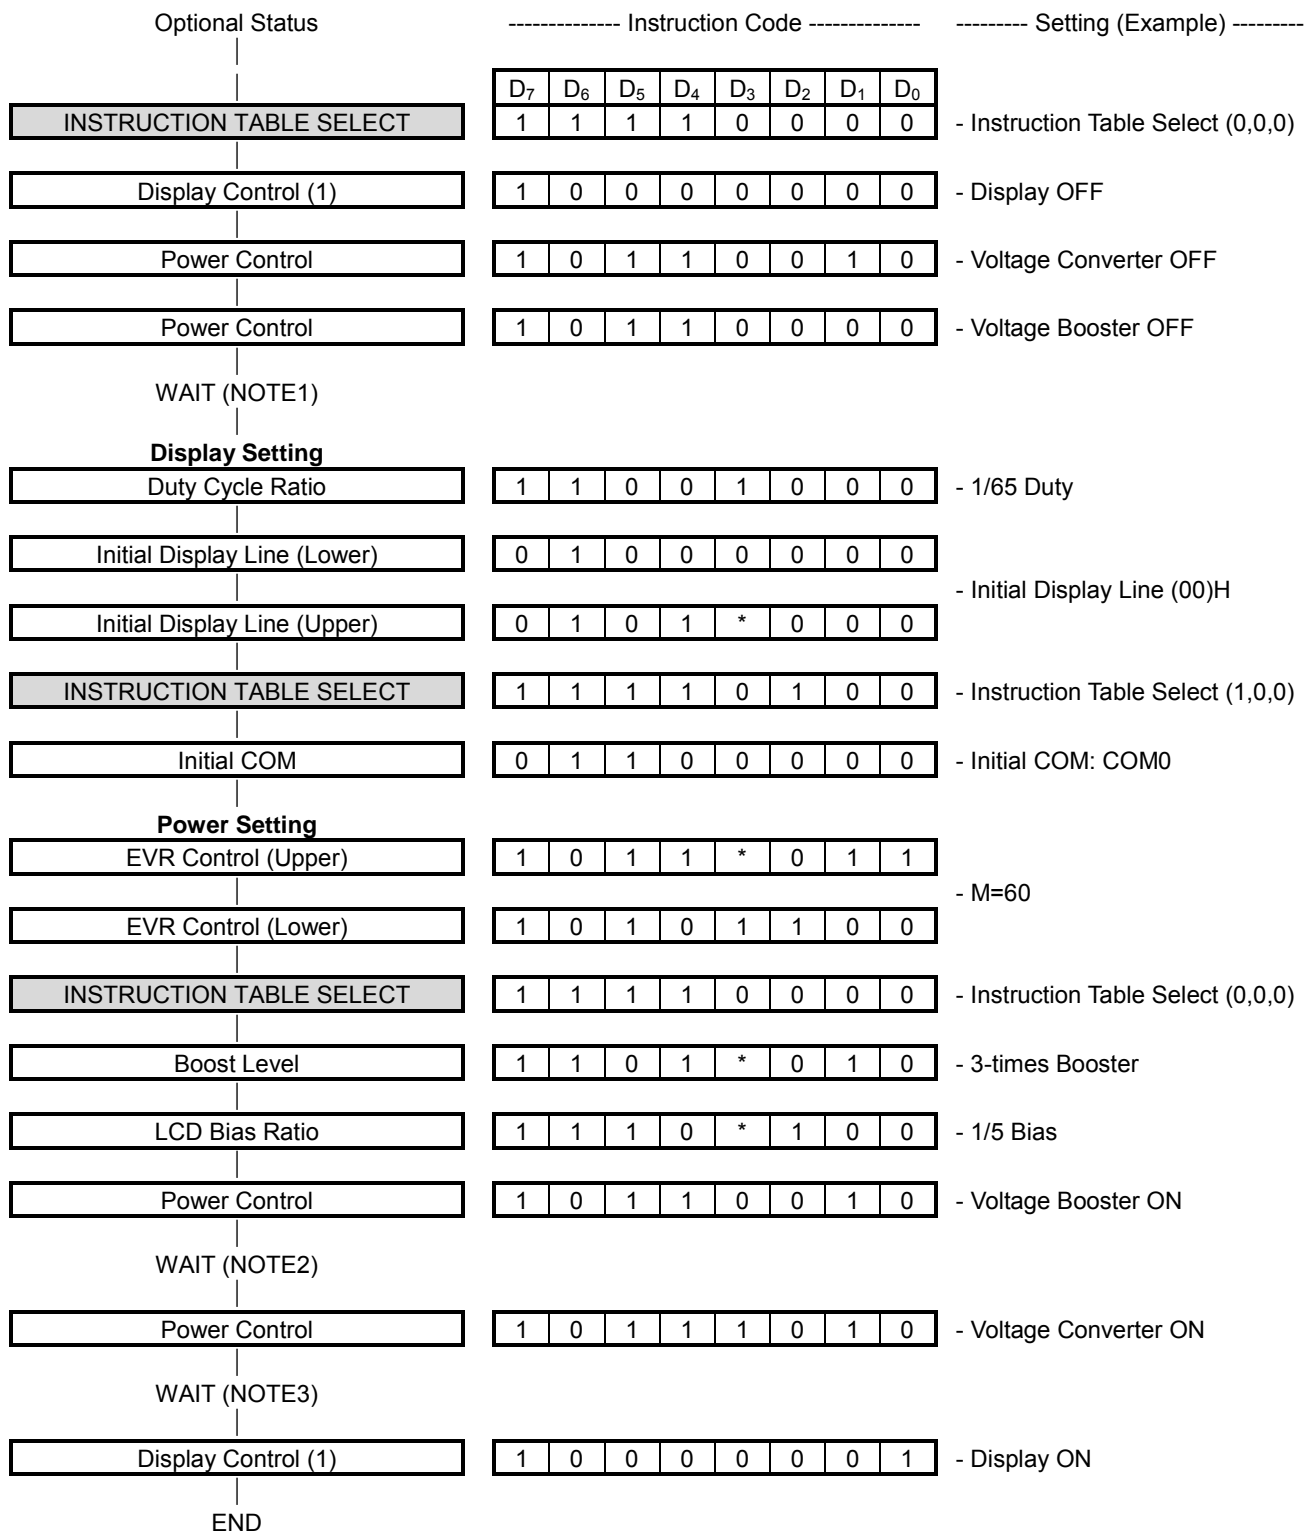 Optional Status -------------- Instruction Code -------------- --------- Setting (Example) ---------
D₇ D₆ D₅ D₄ D₃ D₂ D₁ D₀
INSTRUCTION TABLE SELECT 1 1 1 1 0 0 0 0 - Instruction Table Select (0,0,0)
Display Control (1) 1 0 0 0 0 0 0 0 - Display OFF
Power Control 1 0 1 1 0 0 1 0 - Voltage Converter OFF
Power Control 1 0 1 1 0 0 0 0 - Voltage Booster OFF
WAIT (NOTE1)
Display Setting
Duty Cycle Ratio 1 1 0 0 1 0 0 0 - 1/65 Duty
Initial Display Line (Lower) 0 1 0 0 0 0 0 0
- Initial Display Line (00)H
Initial Display Line (Upper) 0 1 0 1 * 0 0 0
INSTRUCTION TABLE SELECT 1 1 1 1 0 1 0 0 - Instruction Table Select (1,0,0)
Initial COM 0 1 1 0 0 0 0 0 - Initial COM: COM0
Power Setting
EVR Control (Upper) 1 0 1 1 * 0 1 1
- M=60
EVR Control (Lower) 1 0 1 0 1 1 0 0
INSTRUCTION TABLE SELECT 1 1 1 1 0 0 0 0 - Instruction Table Select (0,0,0)
Boost Level 1 1 0 1 * 0 1 0 - 3-times Booster
LCD Bias Ratio 1 1 1 0 * 1 0 0 - 1/5 Bias
Power Control 1 0 1 1 0 0 1 0 - Voltage Booster ON
WAIT (NOTE2)
Power Control 1 0 1 1 1 0 1 0 - Voltage Converter ON
WAIT (NOTE3)
Display Control (1) 1 0 0 0 0 0 0 1 - Display ON
END